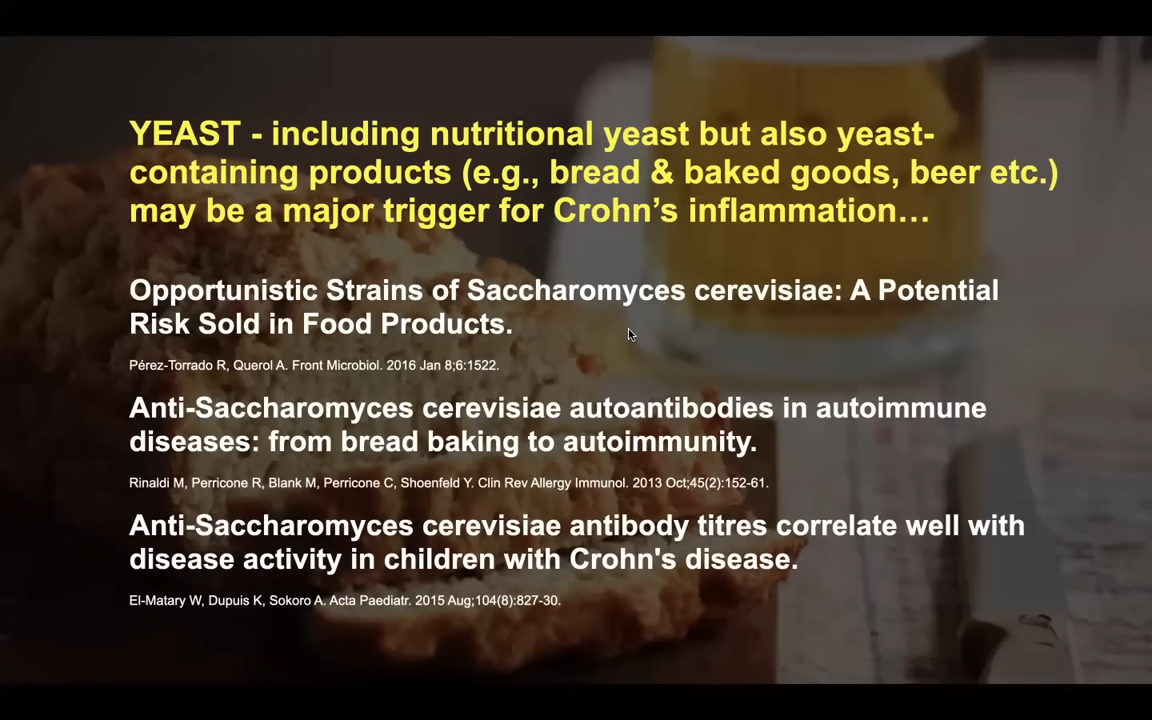 YEAST - including nutritional yeast but also yeast-
containing products (e.g., bread & baked goods, beer etc.)
may be a major trigger for Crohn’s inflammation…
Opportunistic Strains of Saccharomyces cerevisiae: A Potential
Risk Sold in Food Products.
Pérez-Torrado R, Querol A. Front Microbiol. 2016 Jan 8;6:1522.
Anti-Saccharomyces cerevisiae autoantibodies in autoimmune
diseases: from bread baking to autoimmunity.
Rinaldi M, Perricone R, Blank M, Perricone C, Shoenfeld Y. Clin Rev Allergy Immunol. 2013 Oct;45(2):152-61.
Anti-Saccharomyces cerevisiae antibody titres correlate well with
disease activity in children with Crohn's disease.
El-Matary W, Dupuis K, Sokoro A. Acta Paediatr. 2015 Aug;104(8):827-30.